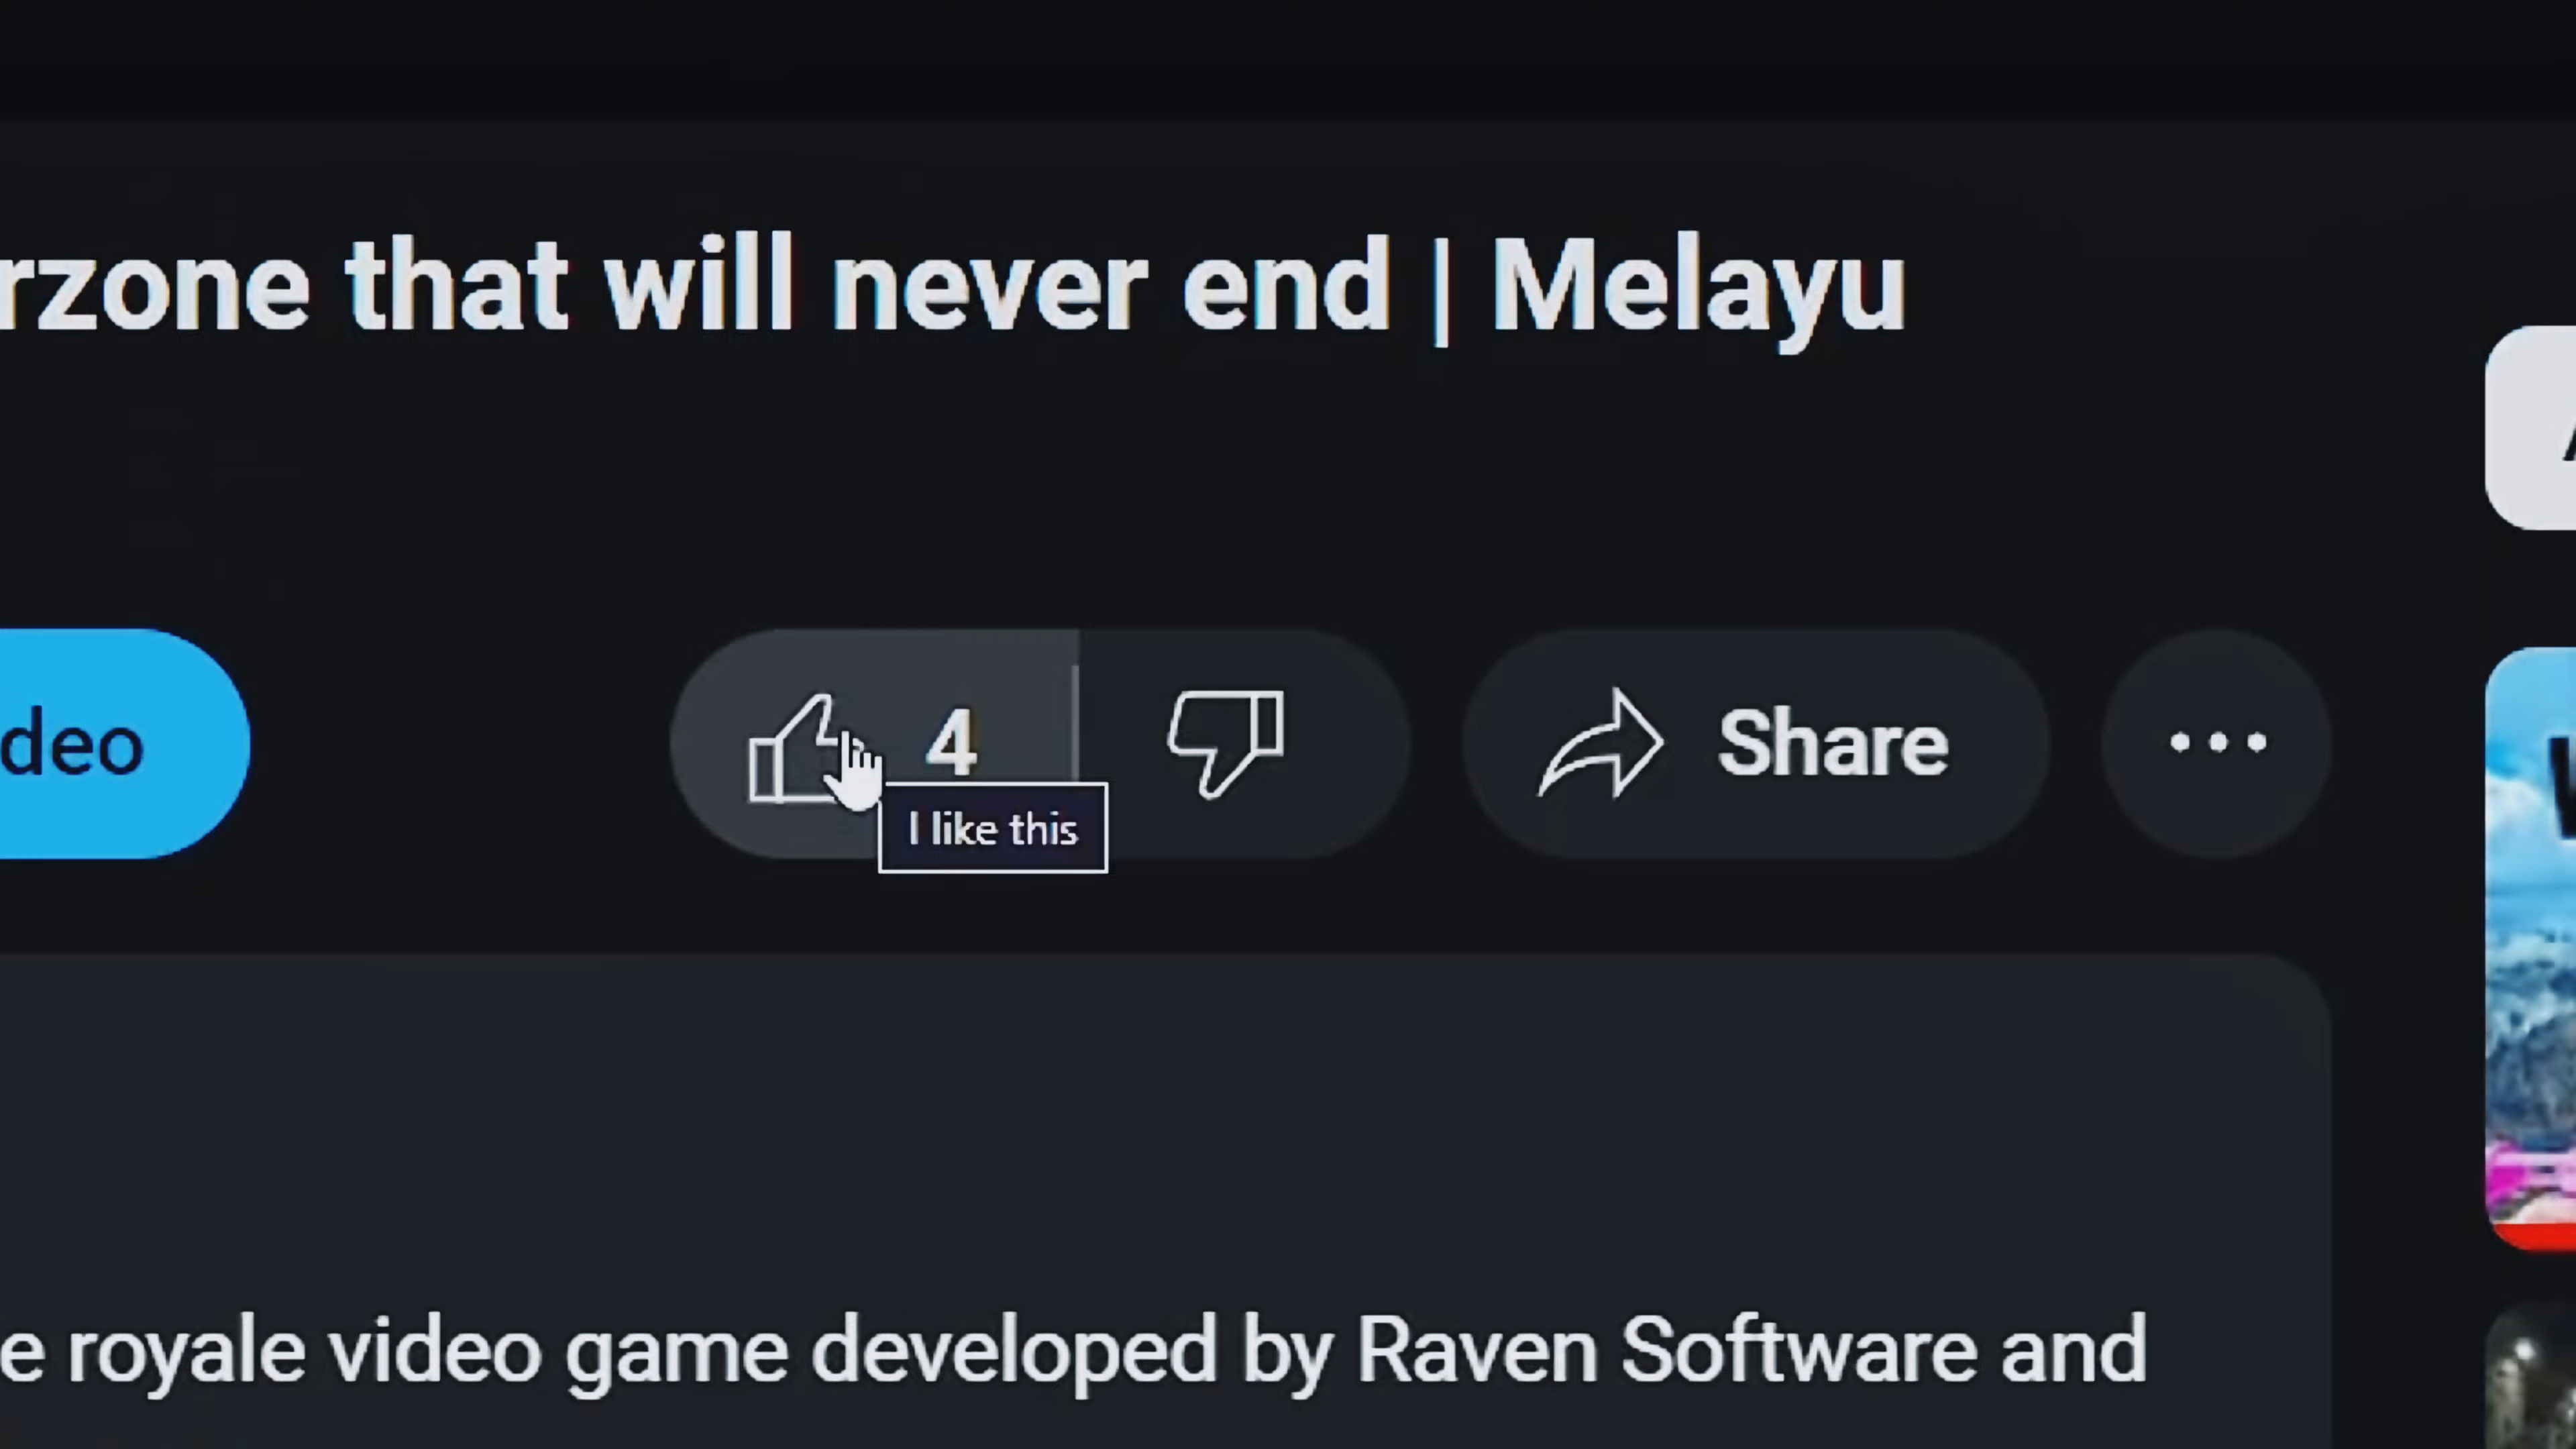 rzone that will never end | Melayu
deo
4
Share
I like this
e royale video game developed by Raven Software and